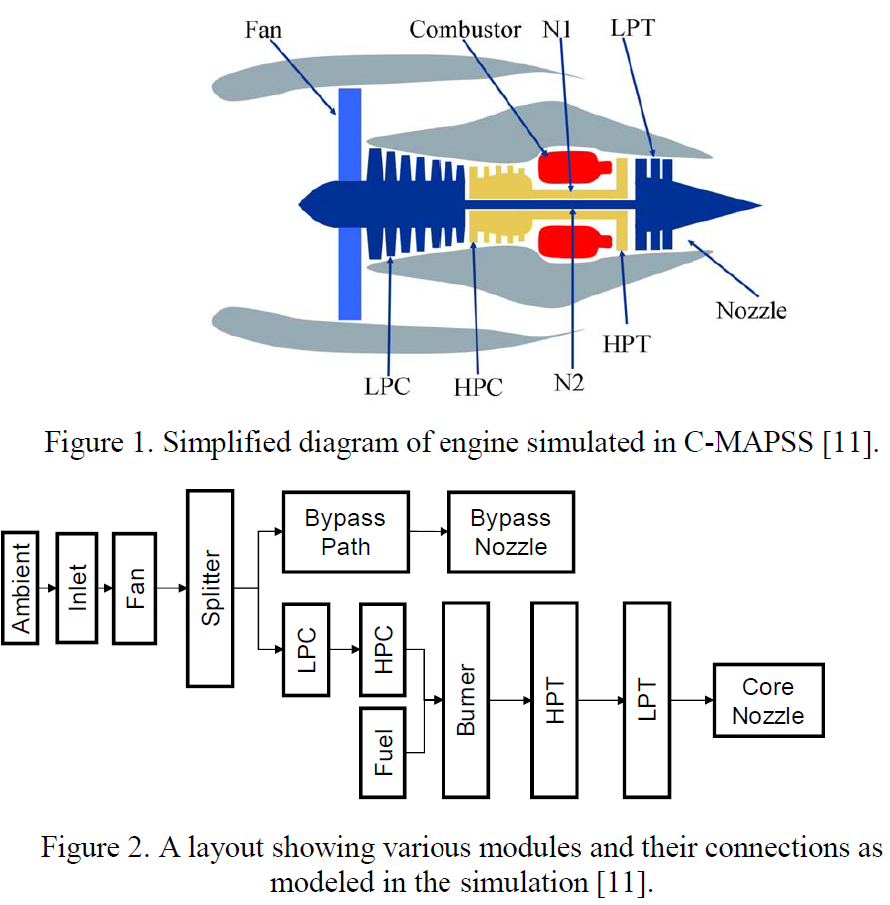 Fan
Combustor
N1
LPT
Nozzle
HPT
N2
HPC
LPC
Figure 1. Simplified diagram of engine simulated in C-MAPSS [11].
Ambient
Inlet
Fan
Splitter
Bypass
Path
Bypass
Nozzle
LPC
HPC
Fuel
Burner
HPT
LPT
Core
Nozzle
Figure 2. A layout showing various modules and their connections as
modeled in the simulation [11].